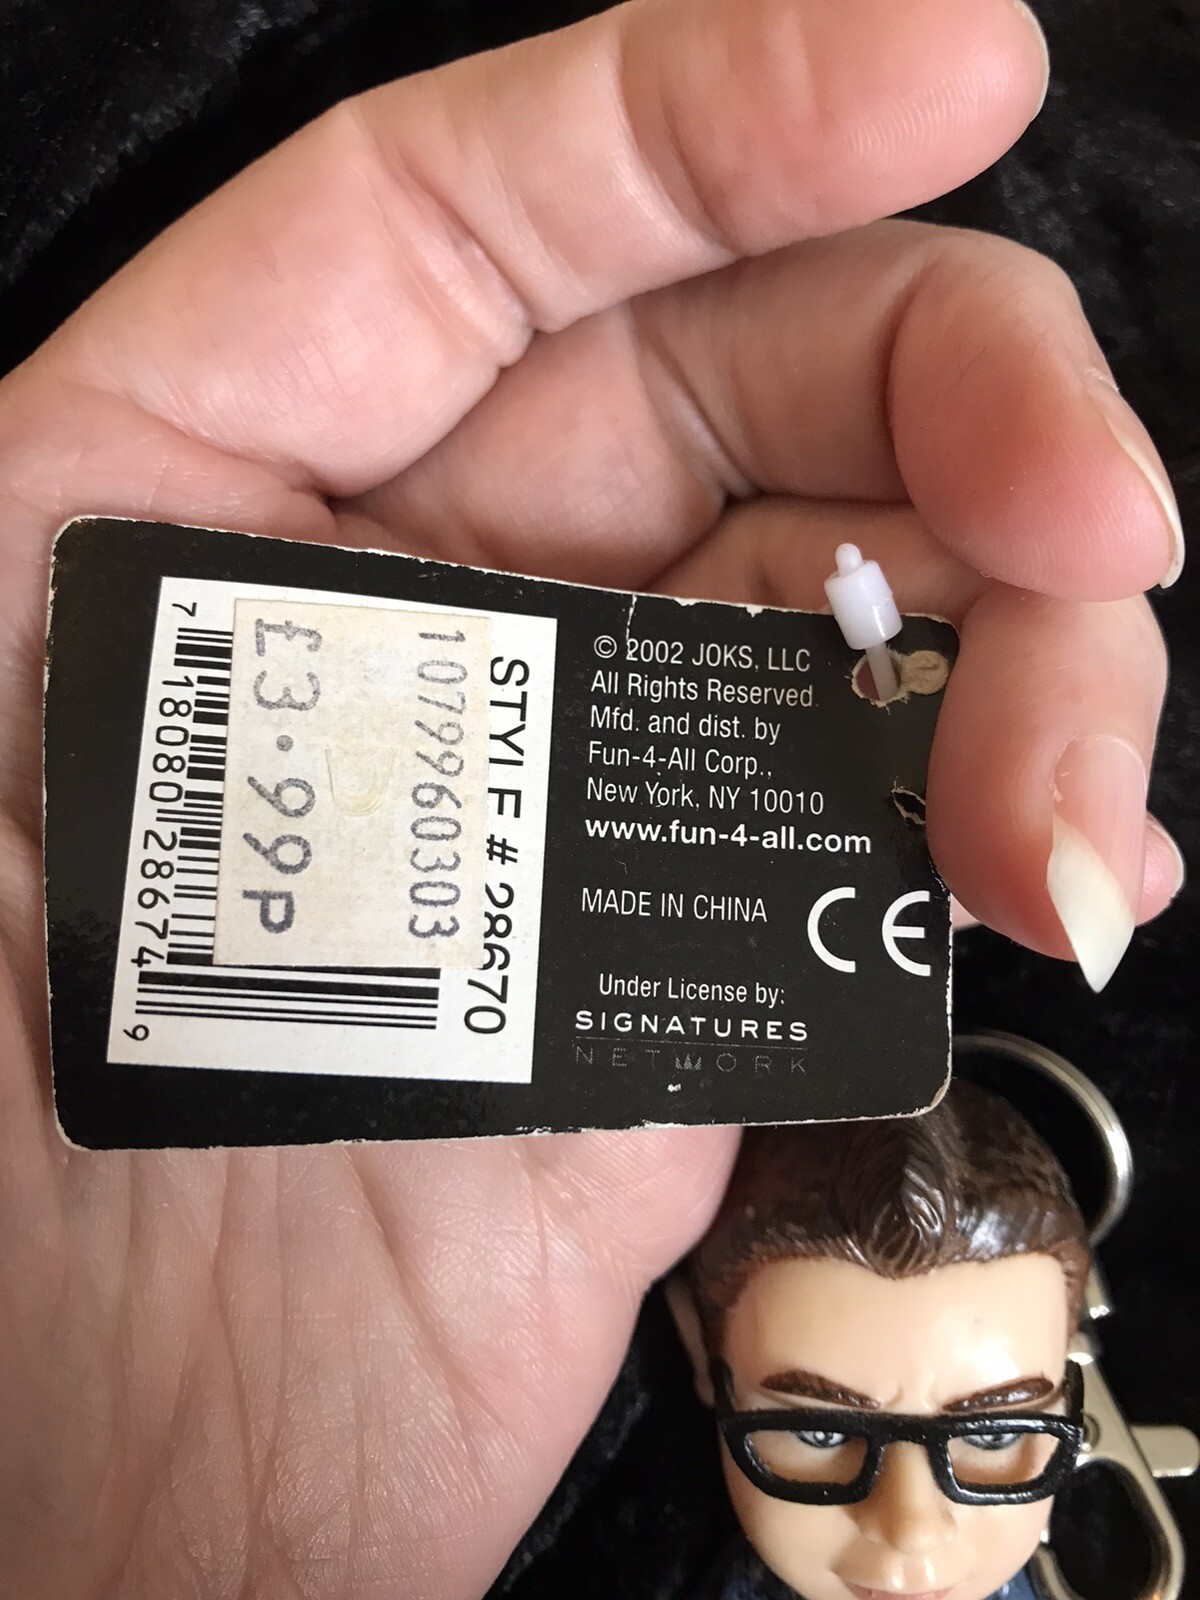 © 2002 JOKS, LLC
All Rights Reserved.
Mfd. and dist. by
Fun-4-All Corp.,
New York, NY 10010
www.fun-4-all.com
MADE IN CHINA
CE
Under License by:
SIGNATURES
NETWORK
STYLE # 28670
1079960303
£3.99P
7 18080 28674 9